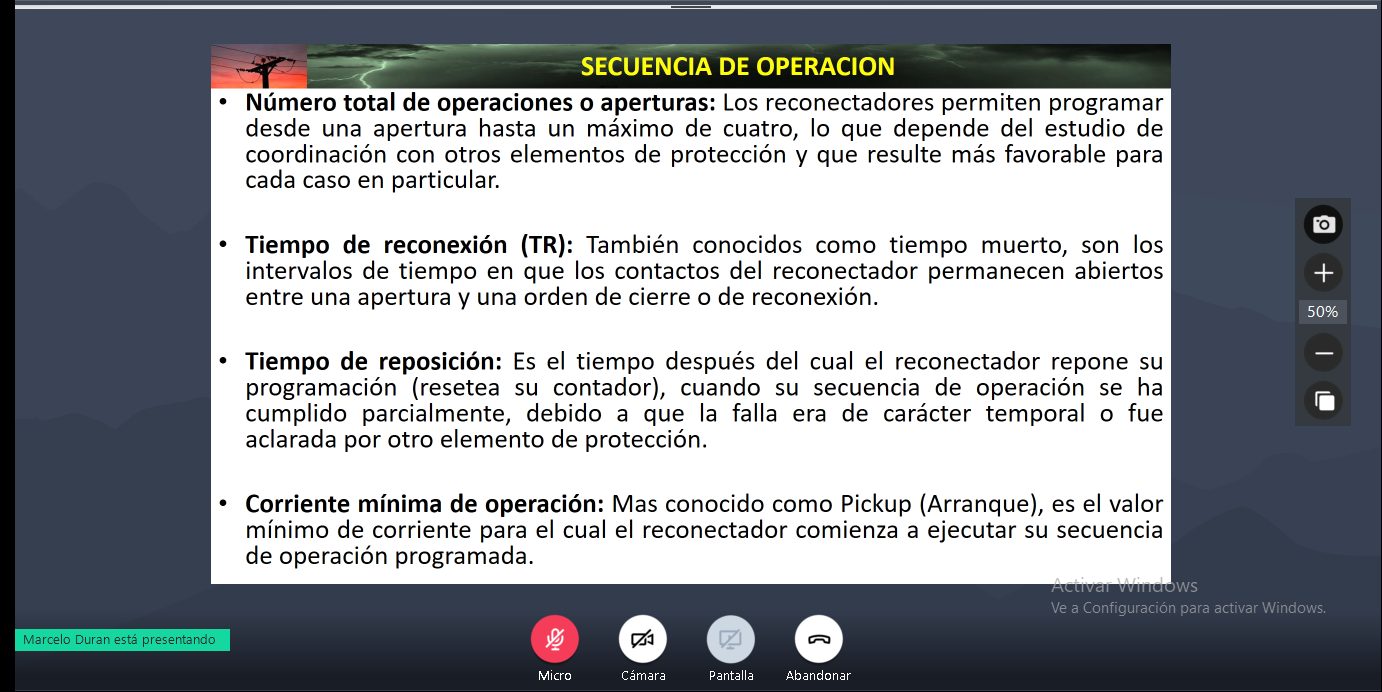 SECUENCIA DE OPERACION
• Número total de operaciones o aperturas: Los reconectadores permiten programar
desde una apertura hasta un máximo de cuatro, lo que depende del estudio de
coordinación con otros elementos de protección y que resulte más favorable para
cada caso en particular.
• Tiempo de reconexión (TR): También conocidos como tiempo muerto, son los
intervalos de tiempo en que los contactos del reconectador permanecen abiertos
entre una apertura y una orden de cierre o de reconexión.
• Tiempo de reposición: Es el tiempo después del cual el reconectador repone su
programación (resetea su contador), cuando su secuencia de operación se ha
cumplido parcialmente, debido a que la falla era de carácter temporal o fue
aclarada por otro elemento de protección.
• Corriente mínima de operación: Mas conocido como Pickup (Arranque), es el valor
mínimo de corriente para el cual el reconectador comienza a ejecutar su secuencia
de operación programada.
50%
Activar Windows
Ve a Configuración para activar Windows.
Marcelo Duran está presentando
Micro
Cámara
Pantalla
Abandonar